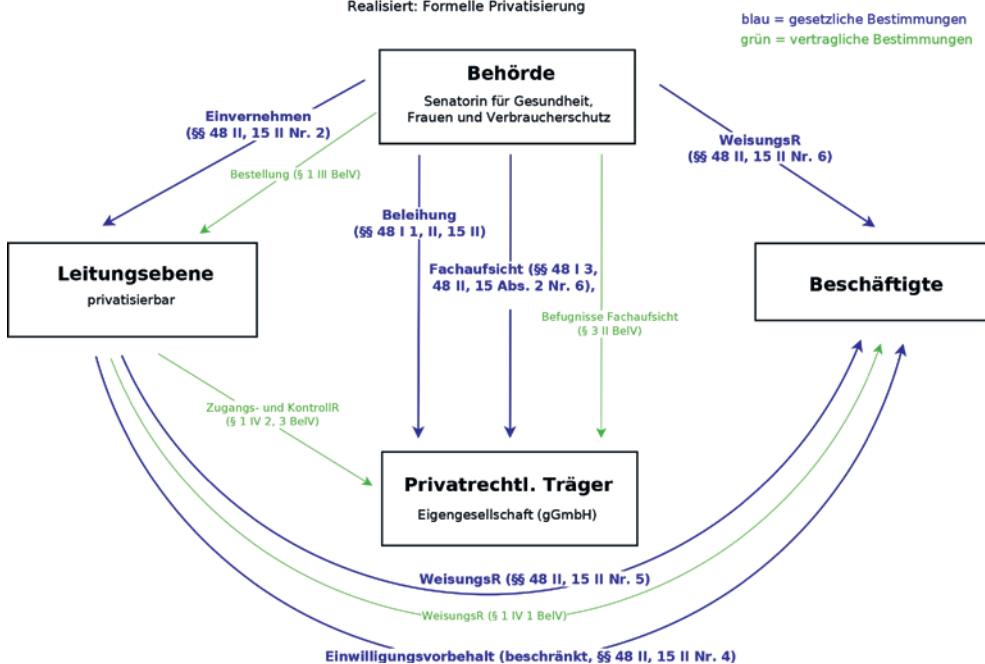 Realisiert: Formelle Privatisierung
blau = gesetzliche Bestimmungen
grün = vertragliche Bestimmungen
Behörde
Senatorin für Gesundheit,
Frauen und Verbraucherschutz
Einvernehmen
(§§ 48 II, 15 II Nr. 2)
WeisungsR
(§§ 48 II, 15 II Nr. 6)
Bestellung (§ 1 III BelV)
Beleihung
(§§ 48 I 1, II, 15 II)
Leitungsebene
privatisierbar
Fachaufsicht (§§ 48 I 3,
48 II, 15 Abs. 2 Nr. 6),
Beschäftigte
Befugnisse Fachaufsicht
(§ 3 II BelV)
Zugangs- und KontrollR
(§ 1 IV 2, 3 BelV)
Privatrechtl. Träger
Eigengesellschaft (gGmbH)
WeisungsR (§§ 48 II, 15 II Nr. 5)
WeisungsR (§ 1 IV 1 BelV)
Einwilligungsvorbehalt (beschränkt, §§ 48 II, 15 II Nr. 4)